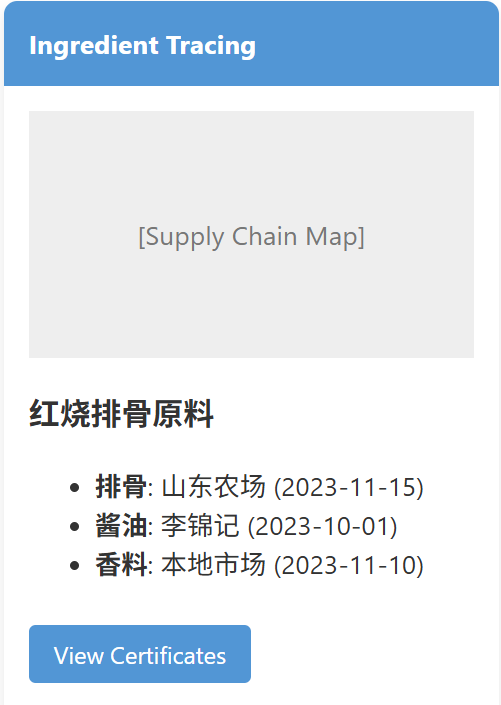 Ingredient Tracing
[Supply Chain Map]
红烧排骨原料
排骨: 山东农场 (2023-11-15)
酱油: 李锦记 (2023-10-01)
香料: 本地市场 (2023-11-10)
View Certificates